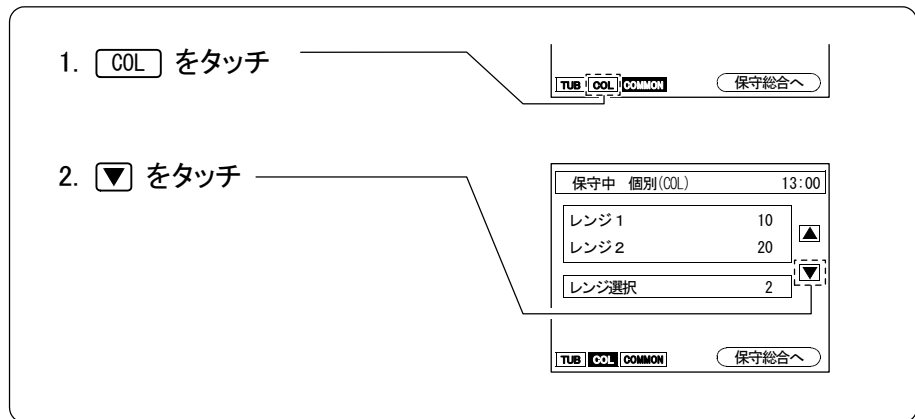 1. COL をタッチ
TUB COL COMMON 保守総合へ
2. ▼ をタッチ
保守中 個別(COL) 13:00
レンジ1 10
▲
レンジ2 20
▼
レンジ選択 2
TUB COL COMMON 保守総合へ